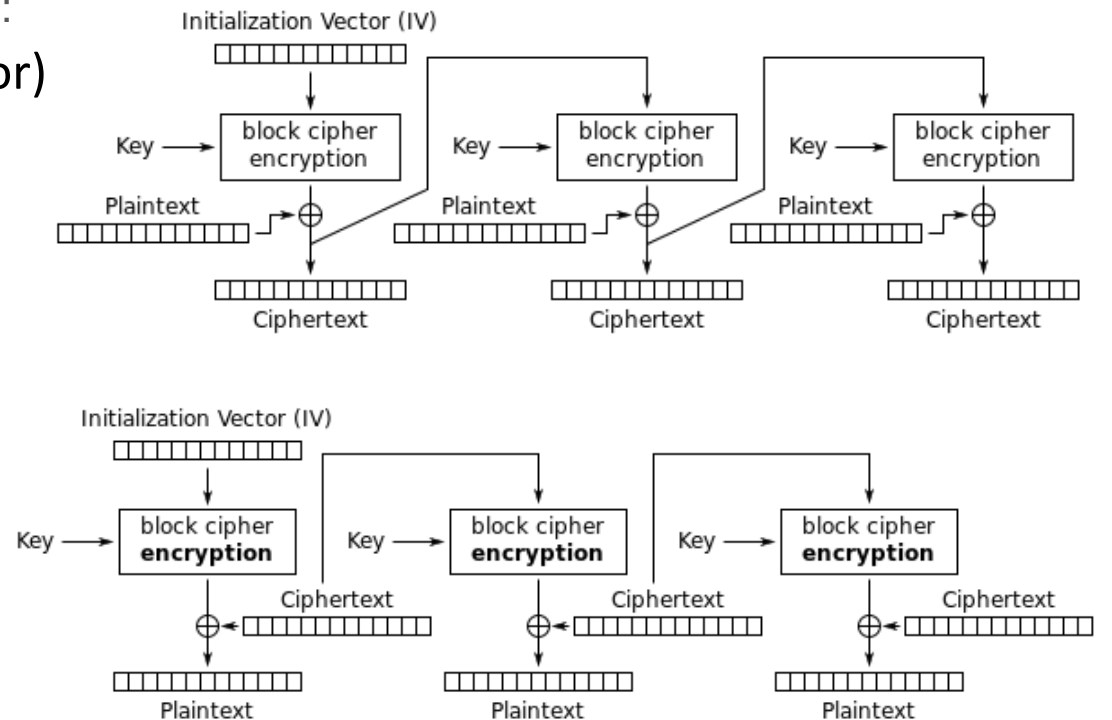 :
or)
Initialization Vector (IV)
Key
block cipher
encryption
Key
block cipher
encryption
Key
block cipher
encryption
Plaintext
Plaintext
Plaintext
Ciphertext
Ciphertext
Ciphertext
Initialization Vector (IV)
Key
block cipher
encryption
Key
block cipher
encryption
Key
block cipher
encryption
Ciphertext
Ciphertext
Ciphertext
Plaintext
Plaintext
Plaintext